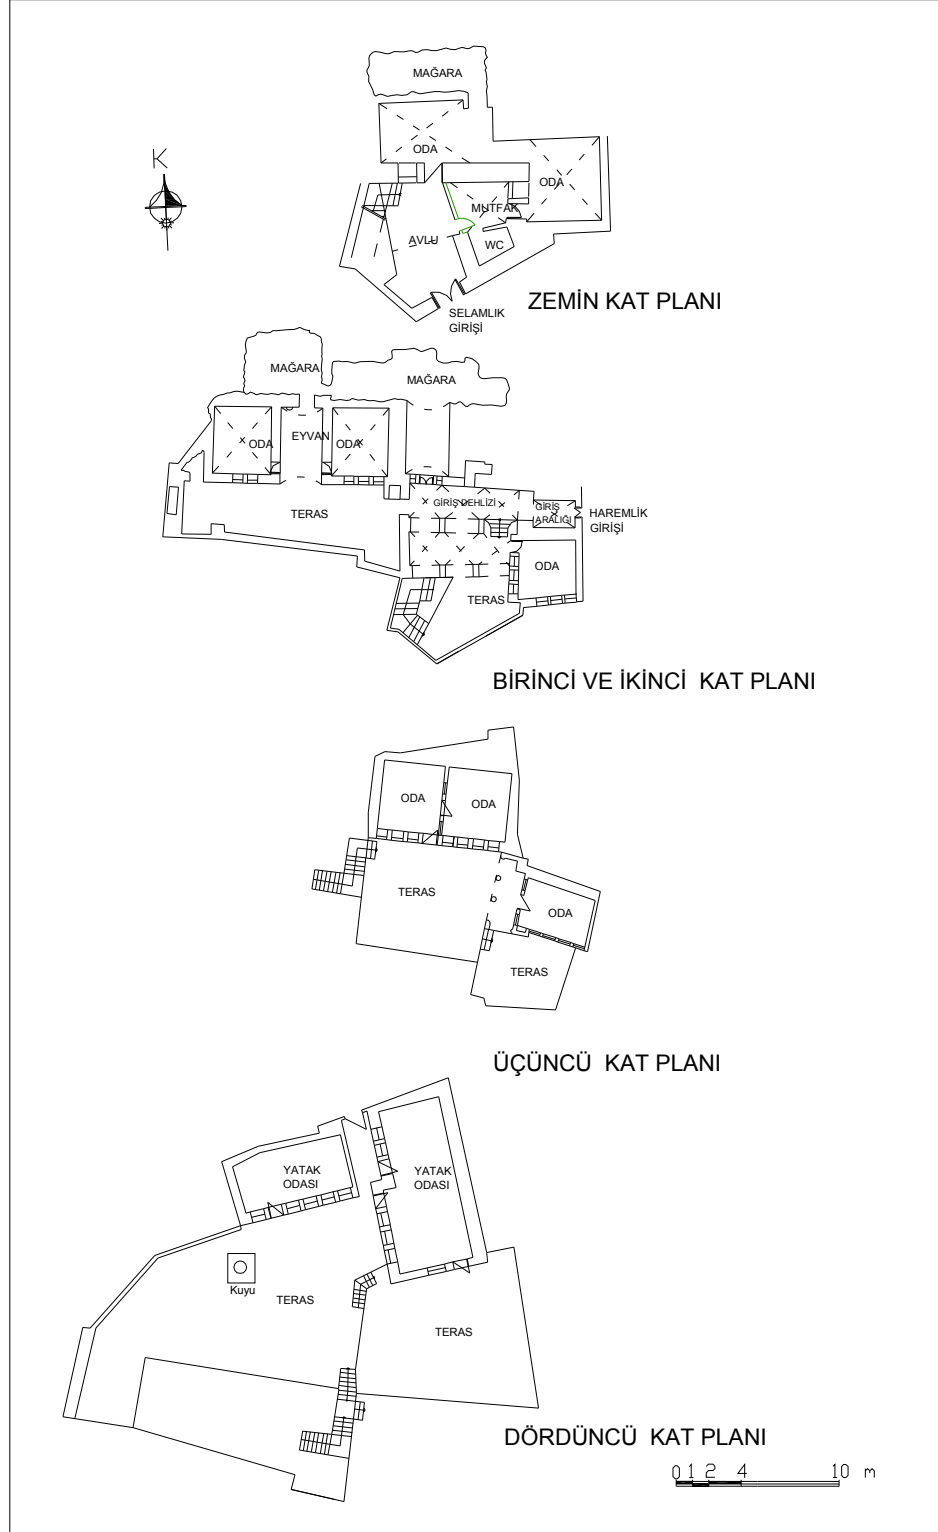 MAĞARA
K
ODA
ODA
MUTFAK
AVLU
WC
ZEMİN KAT PLANI
SELAMLIK
GİRİŞİ
MAĞARA
MAĞARA
EYVAN
ODA
ODA
GİRİŞ DEHLİZİ
GİRİŞ
ARALIĞI
HAREMLİK
GİRİŞİ
TERAS
ODA
TERAS
BİRİNCİ VE İKİNCİ KAT PLANI
ODA
ODA
TERAS
ODA
TERAS
ÜÇÜNCÜ KAT PLANI
YATAK
ODASI
YATAK
ODASI
Kuyu
TERAS
TERAS
DÖRDÜNCÜ KAT PLANI
0 1 2 4 10 m